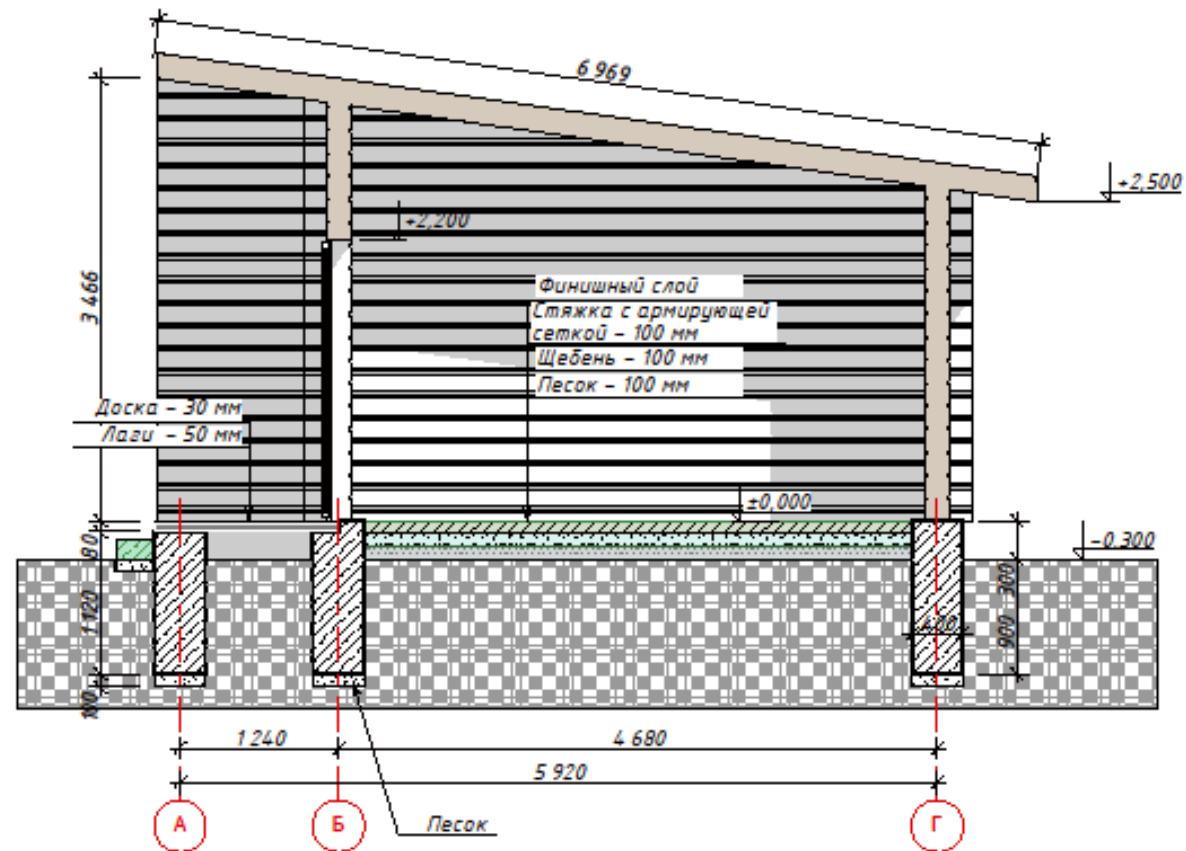 6 969
+2,500
+2,200
3 466
Финишный слой
Стяжка с армирующей
сеткой - 100 мм
Щебень - 100 мм
Песок - 100 мм
Доска - 30 мм
Лаги - 50 мм
±0,000
-0.300
80
300
1 120
400
900
100
1 240
4 680
5 920
А
Б
Песок
Г